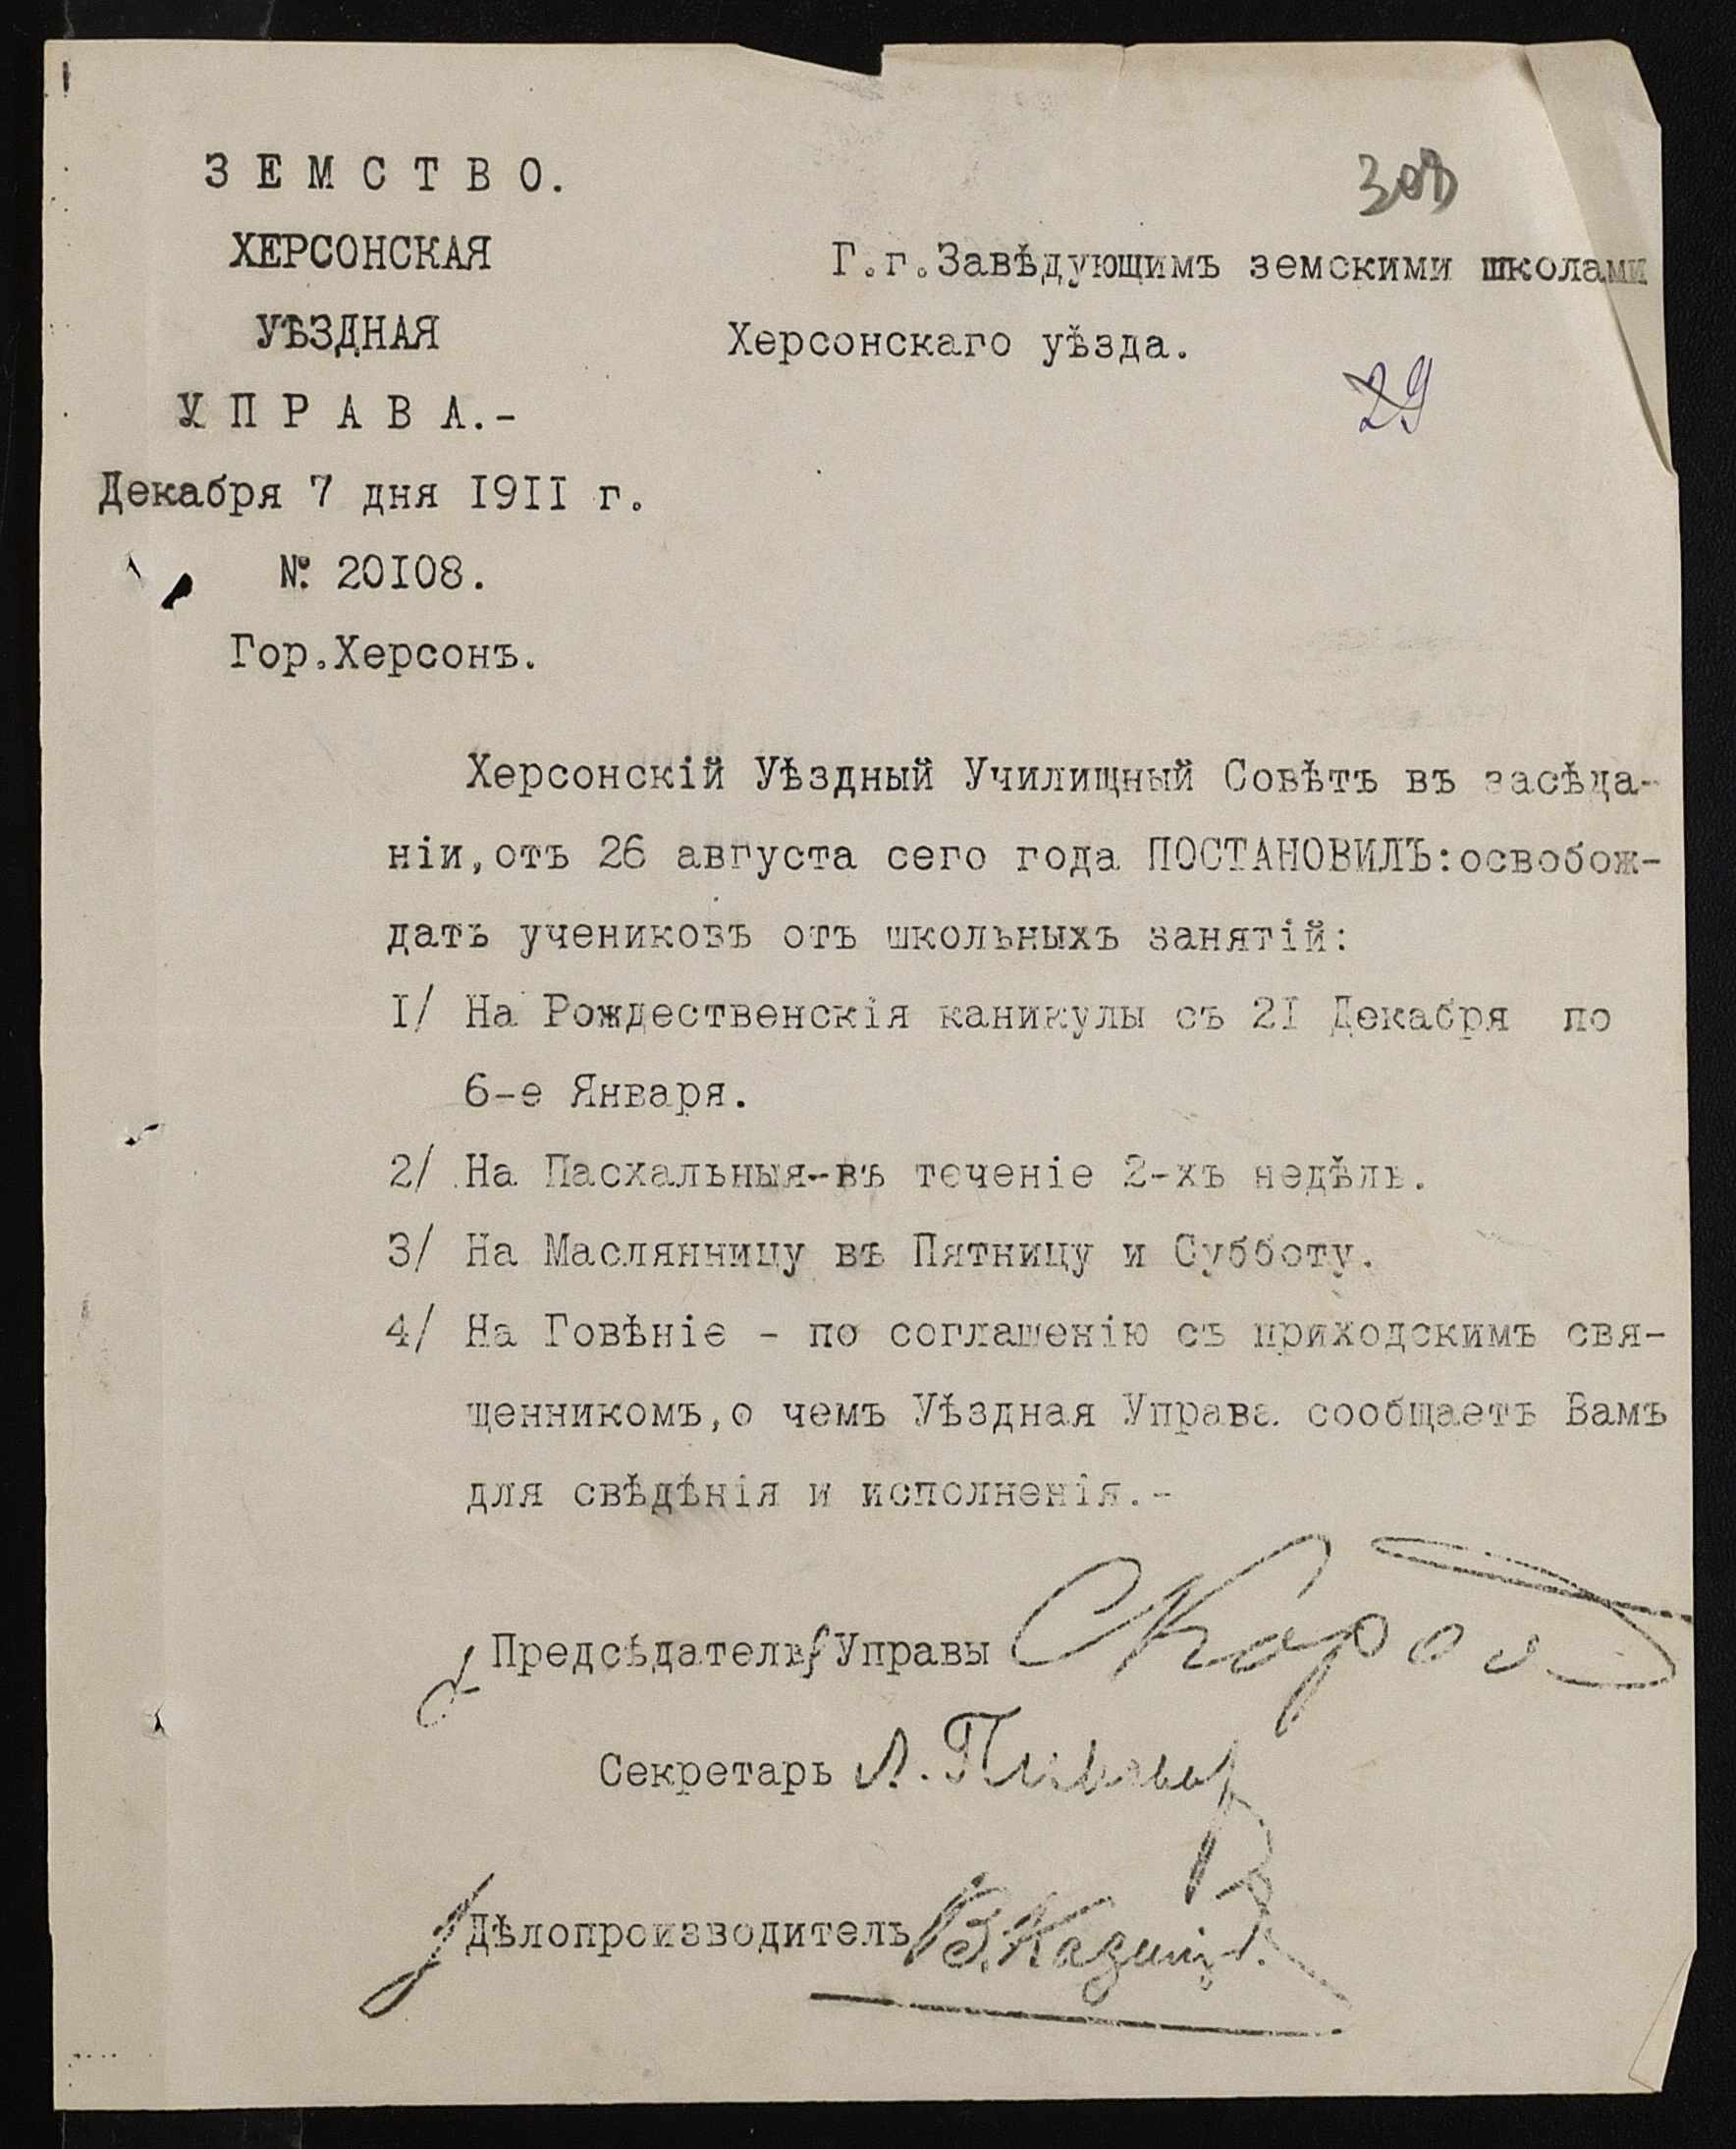 ЗЕМСТВО.
ХЕРСОНСКАЯ
УѢЗДНАЯ
УПРАВА.-
Декабря 7 дня I9II г.
№ 20I08.
Гор.Херсонъ.
308
Г.г.Завѣдующимъ земскими школами
Херсонскаго уѣзда.
29
Херсонскій Уѣздный Училищный Совѣтъ въ засѣда-
ніи,отъ 26 августа сего года ПОСТАНОВИЛЪ:освобож-
дать учениковъ отъ школьныхъ занятій:
I/ На Рождественскія каникулы съ 2I Декабря по
6-е Января.
2/ На Пасхальныя-въ теченіе 2-хъ недѣль.
3/ На Маслянницу въ Пятницу и Субботу.
4/ На Говѣніе - по соглашенію съ приходскимъ свя-
щенникомъ,о чемъ Уѣздная Управа сообщаетъ Вамъ
для свѣдѣнія и исполненія.-
Предсѣдатель Управы
Секретарь Л.
Дѣлопроизводитель В.